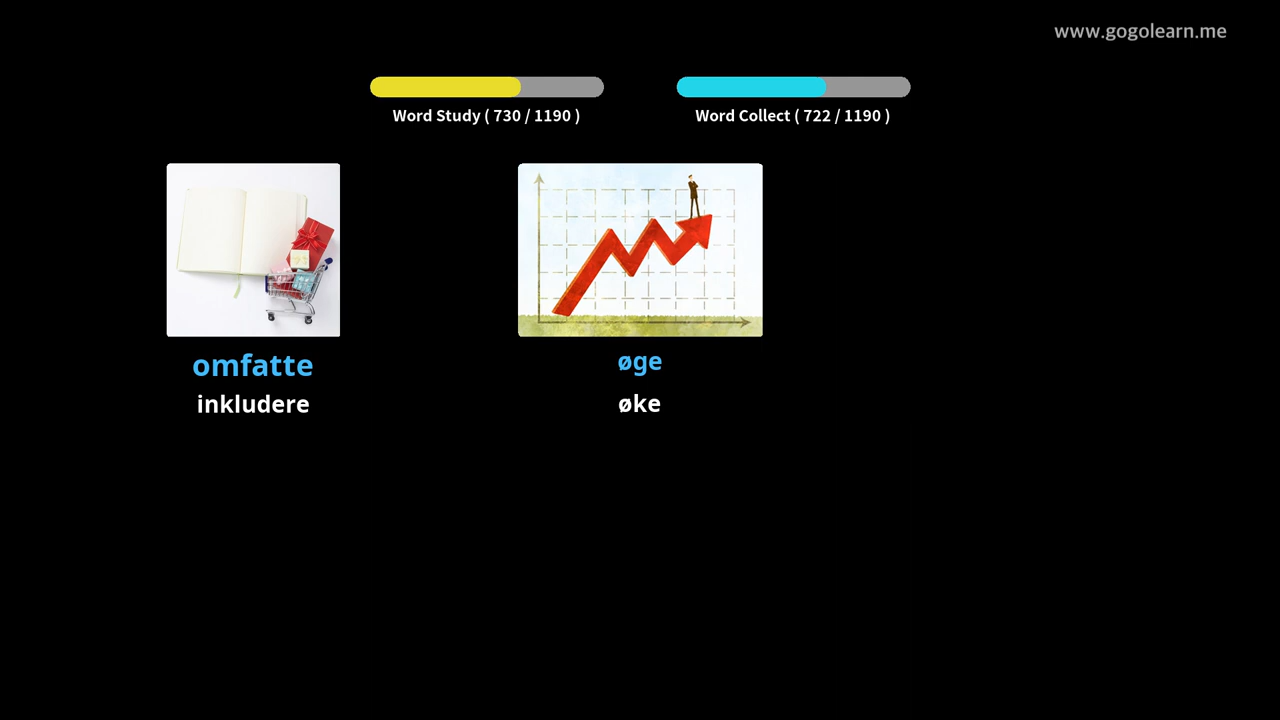 www.gogolearn.me
Word Study ( 730 / 1190 )
Word Collect ( 722 / 1190 )
omfatte
inkludere
øge
øke